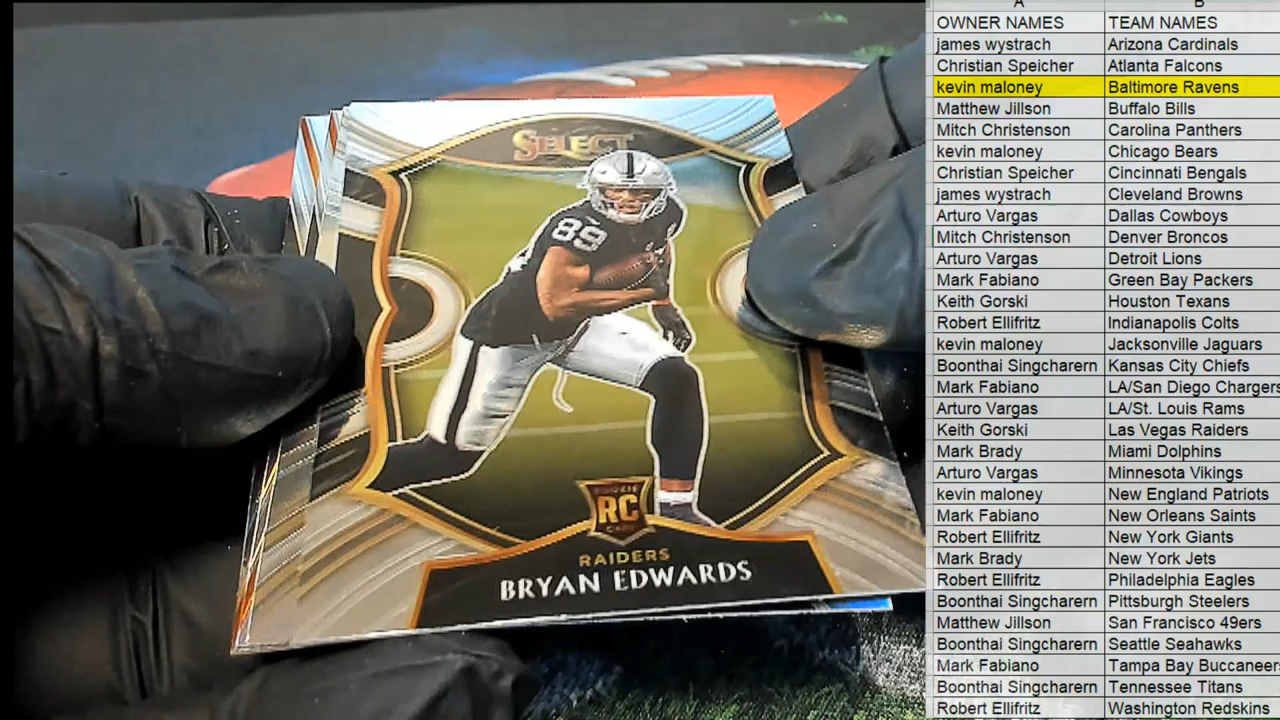 SELECT
89
ROOKIE
RC
CARD
RAIDERS
BRYAN EDWARDS
A B
OWNER NAMES TEAM NAMES
james wystrach Arizona Cardinals
Christian Speicher Atlanta Falcons
kevin maloney Baltimore Ravens
Matthew Jillson Buffalo Bills
Mitch Christenson Carolina Panthers
kevin maloney Chicago Bears
Christian Speicher Cincinnati Bengals
james wystrach Cleveland Browns
Arturo Vargas Dallas Cowboys
Mitch Christenson Denver Broncos
Arturo Vargas Detroit Lions
Mark Fabiano Green Bay Packers
Keith Gorski Houston Texans
Robert Ellifritz Indianapolis Colts
kevin maloney Jacksonville Jaguars
Boonthai Singcharern Kansas City Chiefs
Mark Fabiano LA/San Diego Chargers
Arturo Vargas LA/St. Louis Rams
Keith Gorski Las Vegas Raiders
Mark Brady Miami Dolphins
Arturo Vargas Minnesota Vikings
kevin maloney New England Patriots
Mark Fabiano New Orleans Saints
Robert Ellifritz New York Giants
Mark Brady New York Jets
Robert Ellifritz Philadelphia Eagles
Boonthai Singcharern Pittsburgh Steelers
Matthew Jillson San Francisco 49ers
Boonthai Singcharern Seattle Seahawks
Mark Fabiano Tampa Bay Buccaneers
Boonthai Singcharern Tennessee Titans
Robert Ellifritz Washington Redskins